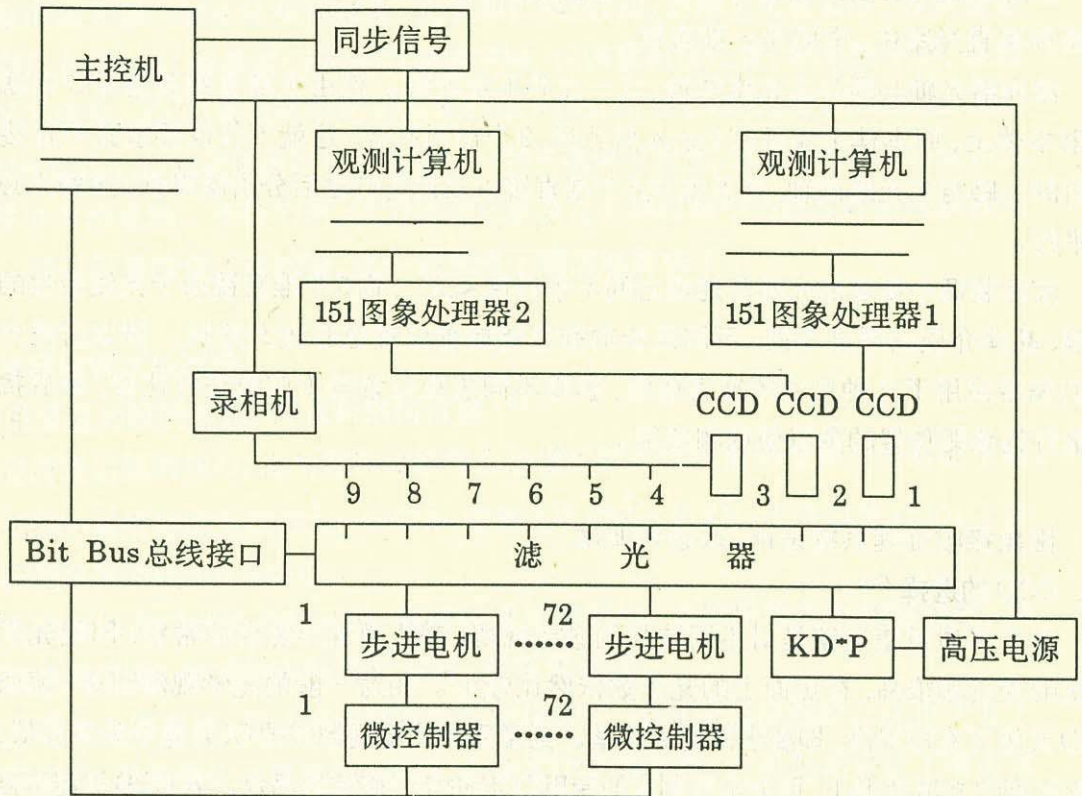 同步信号
主控机
观测计算机 观测计算机
151图象处理器2 151图象处理器1
录相机 CCD CCD CCD
9 8 7 6 5 4 3 2 1
Bit Bus总线接口 滤光器
1 72
步进电机 …… 步进电机 KD*P 高压电源
1 72
微控制器 …… 微控制器